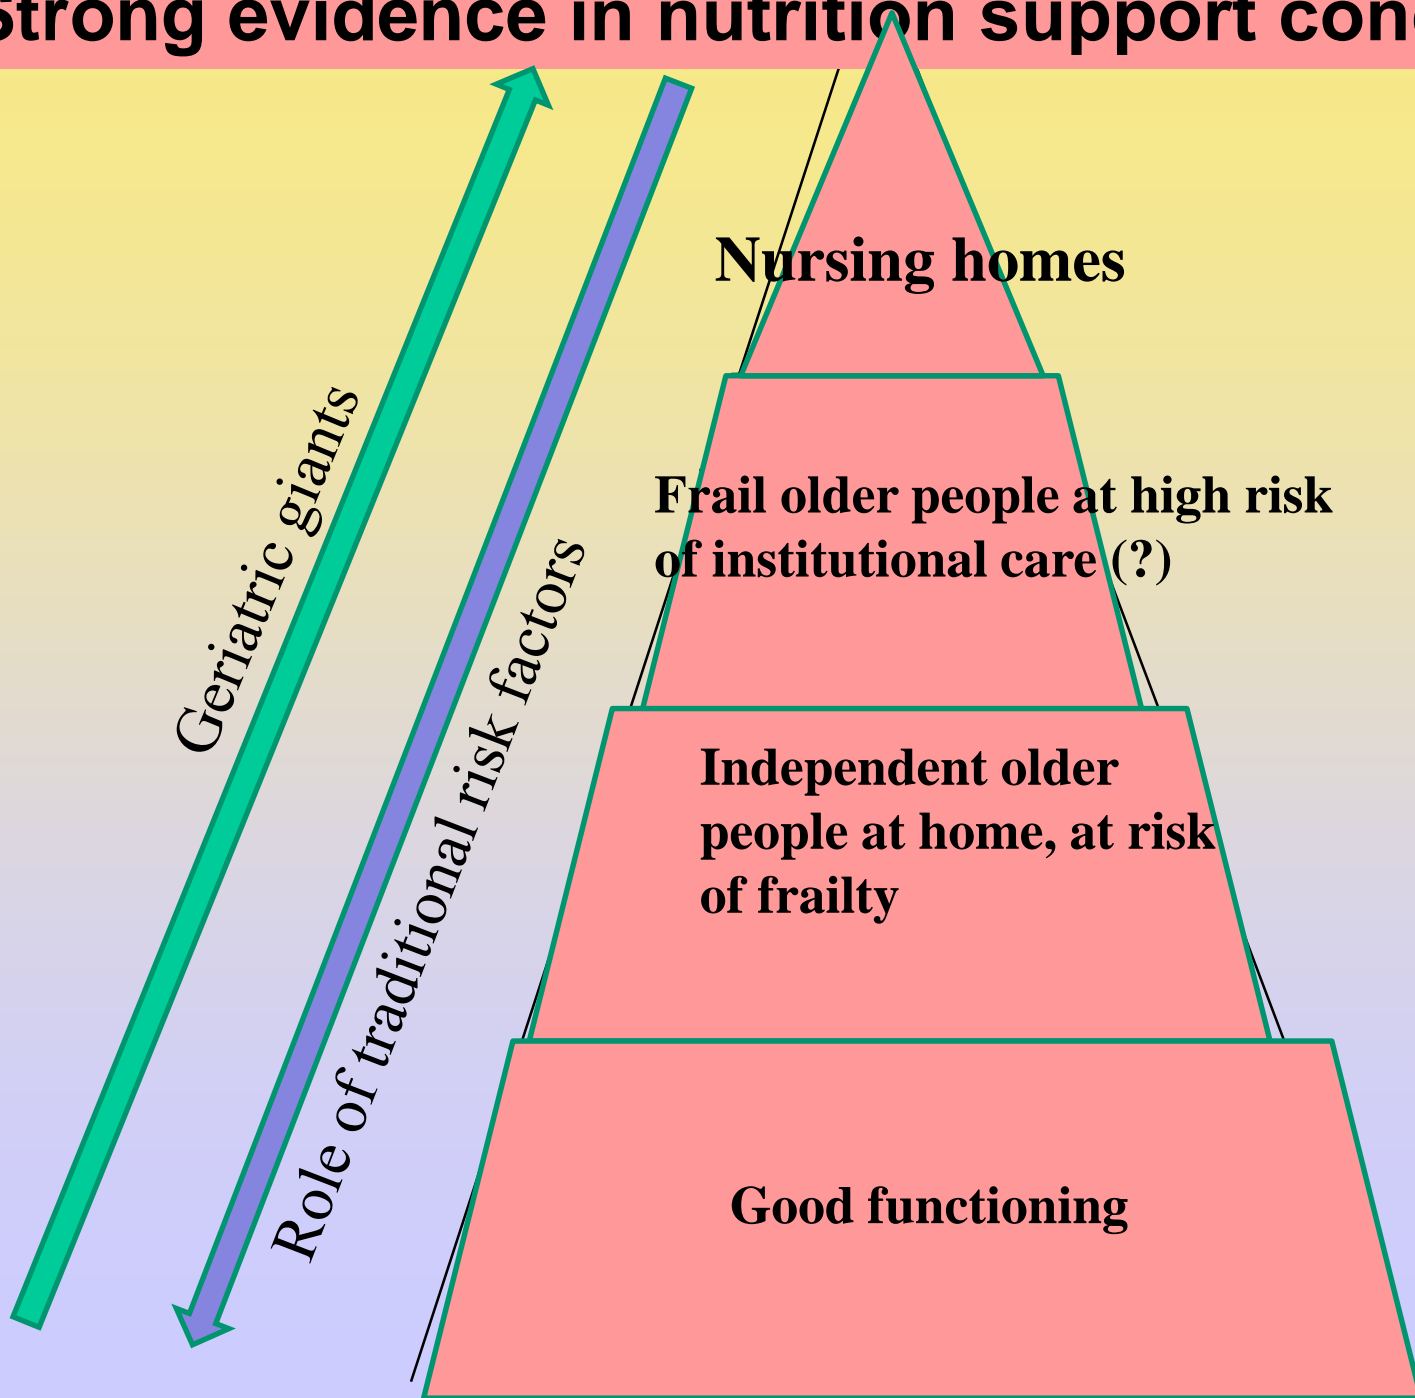 Strong evidence in nutrition support
Nursing homes
Geriatric giants
Frail older people at high risk
of institutional care (?)
Role of traditional risk factors
Independent older
people at home, at risk
of frailty
Good functioning